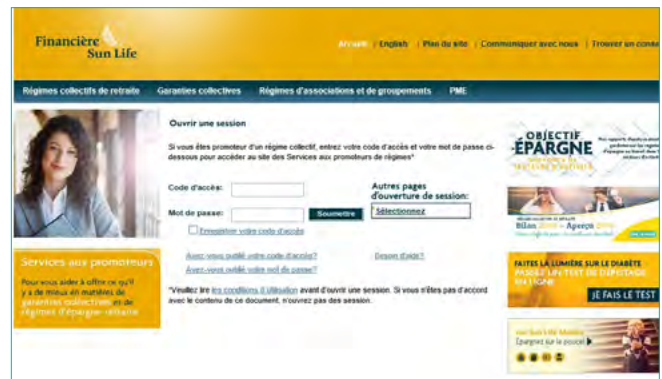 Financière
Sun Life
Accueil | English | Plan du site | Communiquer avec nous | Trouver un conse
Régimes collectifs de retraite Garanties collectives Régimes d'associations et de groupements PME
Ouvrir une session
Si vous êtes promoteur d'un régime collectif, entrez votre code d'accès et votre mot de passe ci-
dessous pour accéder au site des Services aux promoteurs de régimes*
Code d'accès:
Mot de passe:
Soumettre
Enregistrer votre code d'accès
Avez-vous oublié votre code d'accès?
Avez-vous oublié votre mot de passe?
Autres pages
d'ouverture de session:
Sélectionnez
Besoin d'aide?
*Veuillez lire les conditions d'utilisation avant d'ouvrir une session. Si vous n'êtes pas d'accord
avec le contenu de ce document, n'ouvrez pas des session.
Services aux promoteurs
Pour vous aider à offrir ce qu'il
y a de mieux en matières de
garanties collectives et de
régimes d'épargne-retraite
OBJECTIF
ÉPARGNE
Bilan Aperçu
FAITES LA LUMIÈRE SUR LE DIABÈTE
PASSEZ UN TEST DE DÉPISTAGE
EN LIGNE
JE FAIS LE TEST
Épargnez sur le pouce!